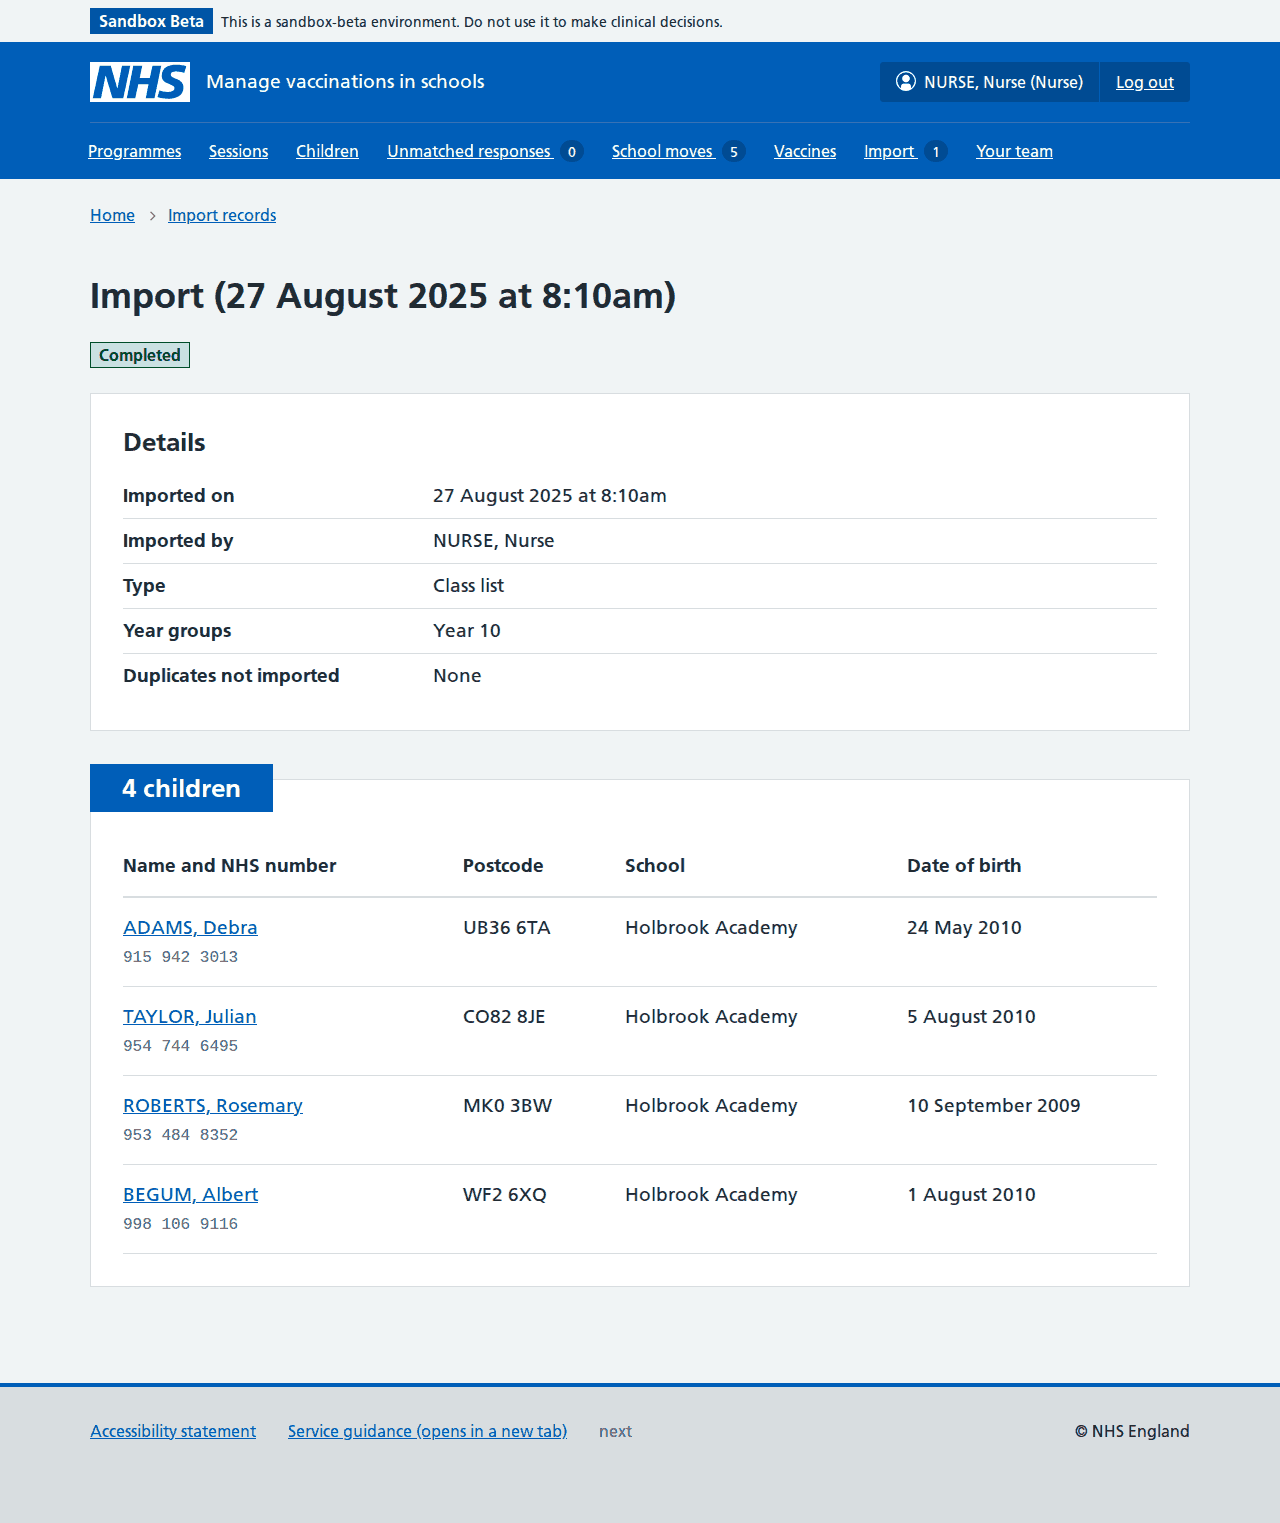 Sandbox Beta This is a sandbox-beta environment. Do not use it to make clinical decisions.
NHS Manage vaccinations in schools NURSE, Nurse (Nurse) Log out
Programmes Sessions Children Unmatched responses 0 School moves 5 Vaccines Import 1 Your team
Home > Import records
Import (27 August 2025 at 8:10am)
Completed
Details
Imported on 27 August 2025 at 8:10am
Imported by NURSE, Nurse
Type Class list
Year groups Year 10
Duplicates not imported None
4 children
Name and NHS number Postcode School Date of birth
ADAMS, Debra UB36 6TA Holbrook Academy 24 May 2010
915 942 3013
TAYLOR, Julian CO82 8JE Holbrook Academy 5 August 2010
954 744 6495
ROBERTS, Rosemary MK0 3BW Holbrook Academy 10 September 2009
953 484 8352
BEGUM, Albert WF2 6XQ Holbrook Academy 1 August 2010
998 106 9116
Accessibility statement Service guidance (opens in a new tab) next © NHS England